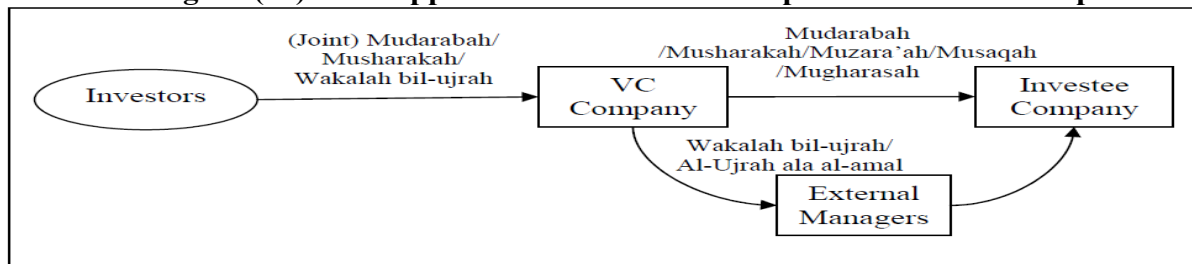 (Joint) Mudarabah/
Musharakah/
Wakalah bil-ujrah
Mudarabah
/Musharakah/Muzara’ah/Musaqah
/Mugharasah
Investors
VC
Company
Investee
Company
Wakalah bil-ujrah/
Al-Ujrah ala al-amal
External
Managers